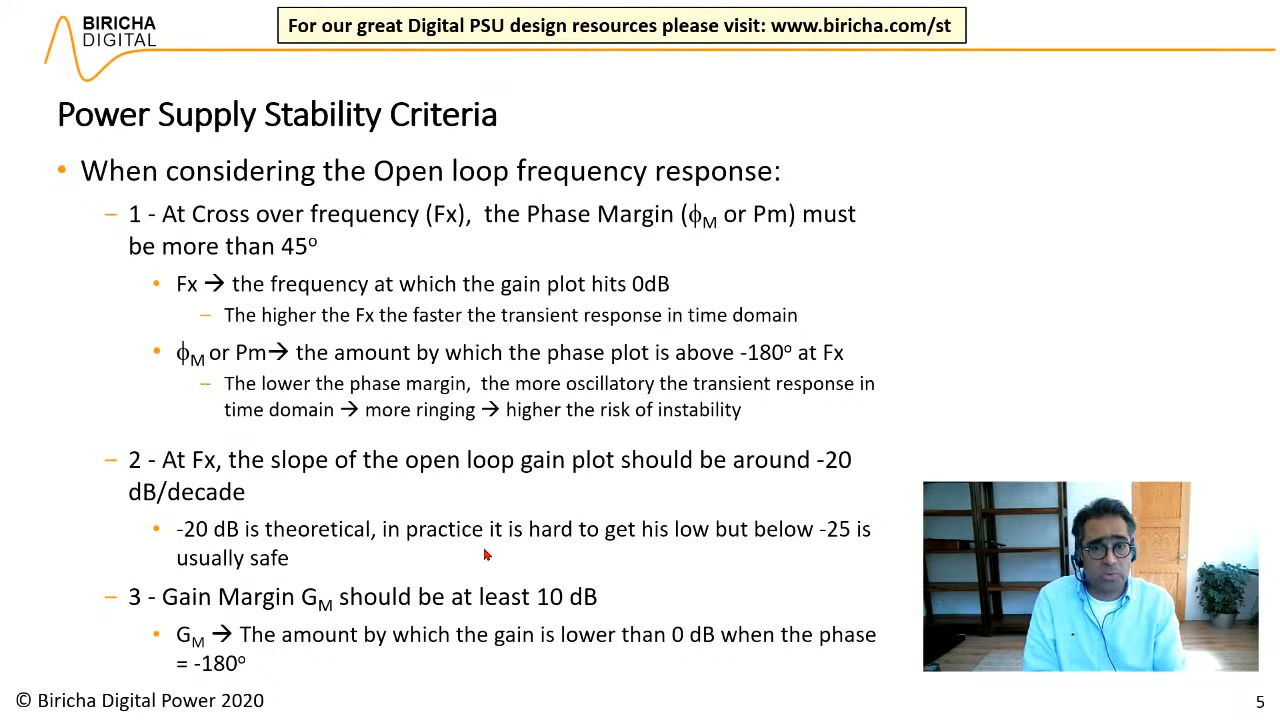 BIRICHA
DIGITAL
For our great Digital PSU design resources please visit: www.biricha.com/st
Power Supply Stability Criteria
• When considering the Open loop frequency response:
– 1 - At Cross over frequency (Fx), the Phase Margin (ϕM or Pm) must
be more than 45º
• Fx → the frequency at which the gain plot hits 0dB
– The higher the Fx the faster the transient response in time domain
• ϕM or Pm→ the amount by which the phase plot is above -180º at Fx
– The lower the phase margin, the more oscillatory the transient response in
time domain → more ringing → higher the risk of instability
– 2 - At Fx, the slope of the open loop gain plot should be around -20
dB/decade
• -20 dB is theoretical, in practice it is hard to get his low but below -25 is
usually safe
– 3 - Gain Margin GM should be at least 10 dB
• GM → The amount by which the gain is lower than 0 dB when the phase
= -180º
© Biricha Digital Power 2020
5